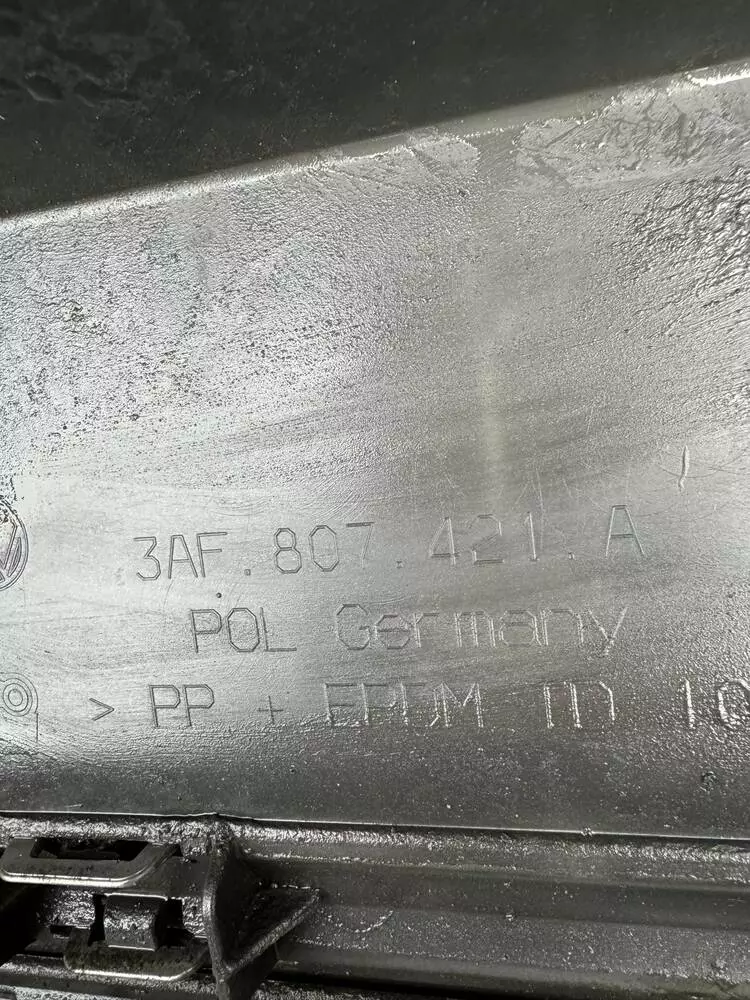 3AF.807.421.A
POL Germany
> PP + EPDM TD 10